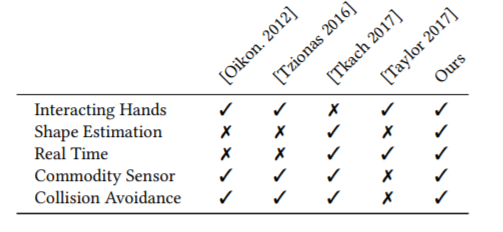 [Oikon. 2012] [Tzionas 2016] [Tkach 2017] [Taylor 2017] Ours
Interacting Hands ✓ ✓ ✗ ✓ ✓
Shape Estimation ✗ ✗ ✓ ✗ ✓
Real Time ✗ ✗ ✓ ✓ ✓
Commodity Sensor ✓ ✓ ✓ ✗ ✓
Collision Avoidance ✓ ✓ ✓ ✗ ✓